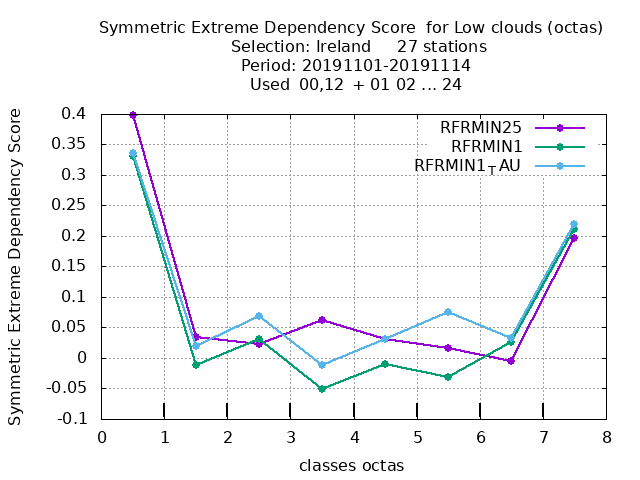 Symmetric Extreme Dependency Score  for Low clouds (octas)
Selection: Ireland     27 stations
Period: 20191101-20191114
Used  00,12  + 01 02 ... 24
Symmetric Extreme Dependency Score
0.4
0.35
0.3
0.25
0.2
0.15
0.1
0.05
0
-0.05
-0.1
RFRMIN25
RFRMIN1
RFRMIN1TAU
0 1 2 3 4 5 6 7 8
classes octas